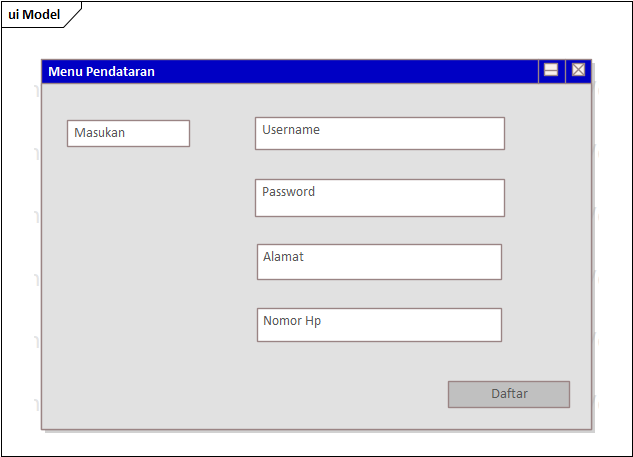 ui Model
Menu Pendataran
Masukan
Username
Password
Alamat
Nomor Hp
Daftar